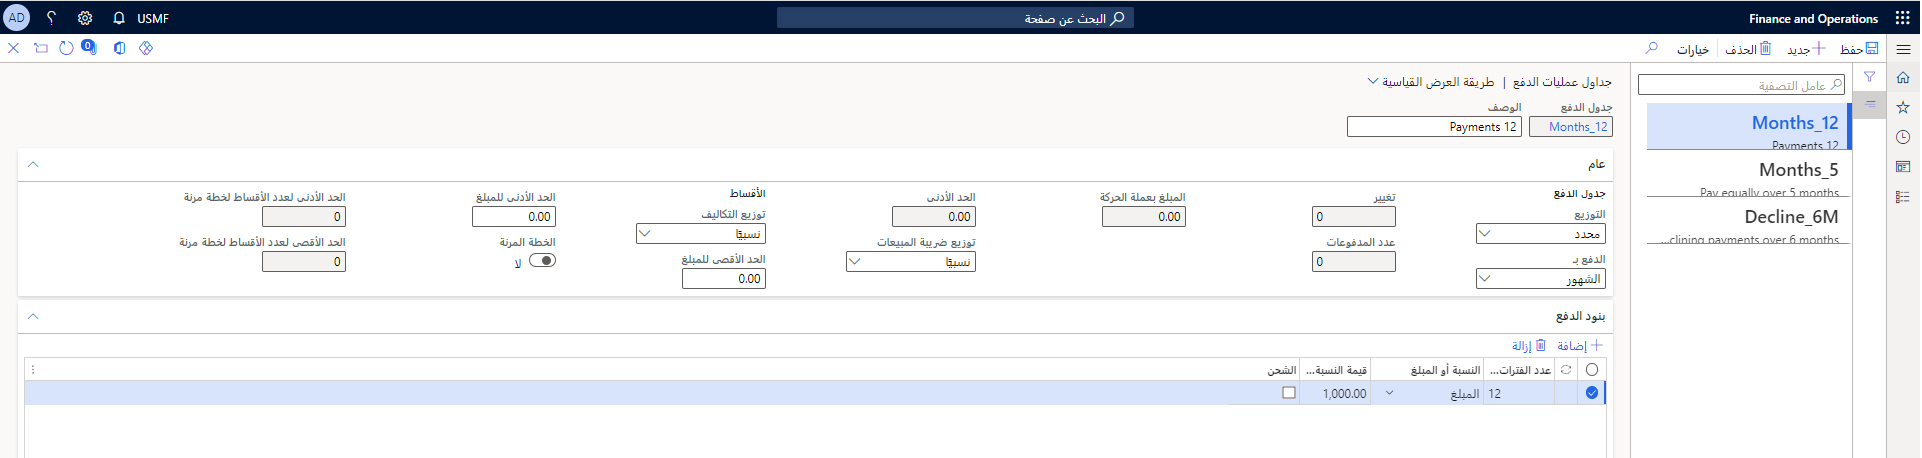 Finance and Operations
البحث عن صفحة
USMF
AD
حفظ
جديد
الحذف
خيارات
0
عامل التصفية
Months_12
Payments 12
Months_5
Pay equally over 5 months
Decline_6M
...clining payments over 6 months
جداول عمليات الدفع | طريقة العرض القياسية
جدول الدفع
الوصف
Months_12
Payments 12
عام
جدول الدفع
التوزيع
محدد
الدفع بـ
الشهور
تغيير
0
عدد المدفوعات
0
المبلغ بعملة الحركة
0.00
الحد الأدنى
0.00
توزيع ضريبة المبيعات
نسبيًا
الأقساط
توزيع التكاليف
نسبيًا
الحد الأقصى للمبلغ
0.00
الحد الأدنى للمبلغ
0.00
الخطة المرنة
لا
الحد الأدنى لعدد الأقساط لخطة مرنة
0
الحد الأقصى لعدد الأقساط لخطة مرنة
0
بنود الدفع
إضافة
إزالة
عدد الفترات...
النسبة أو المبلغ
قيمة النسبة...
الشحن
12
المبلغ
1,000.00